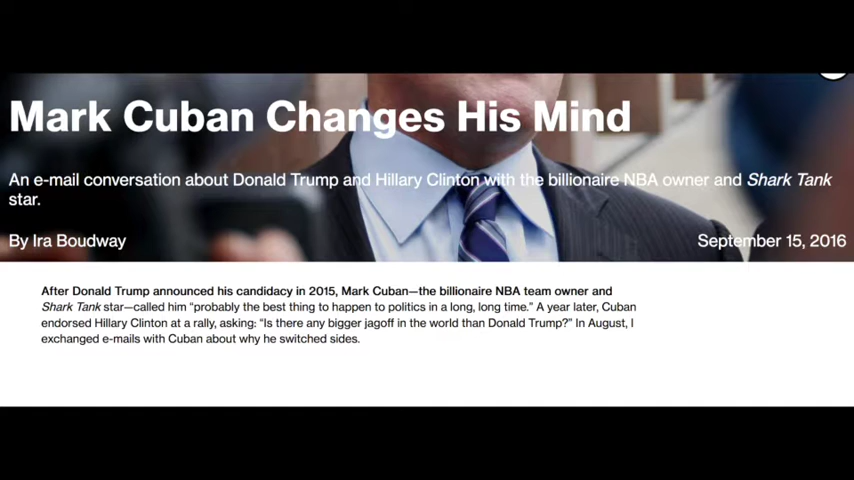 Mark Cuban Changes His Mind
An e-mail conversation about Donald Trump and Hillary Clinton with the billionaire NBA owner and Shark Tank
star.
By Ira Boudway
September 15, 2016
After Donald Trump announced his candidacy in 2015, Mark Cuban—the billionaire NBA team owner and
Shark Tank star—called him “probably the best thing to happen to politics in a long, long time.” A year later, Cuban
endorsed Hillary Clinton at a rally, asking: “Is there any bigger jagoff in the world than Donald Trump?” In August, I
exchanged e-mails with Cuban about why he switched sides.